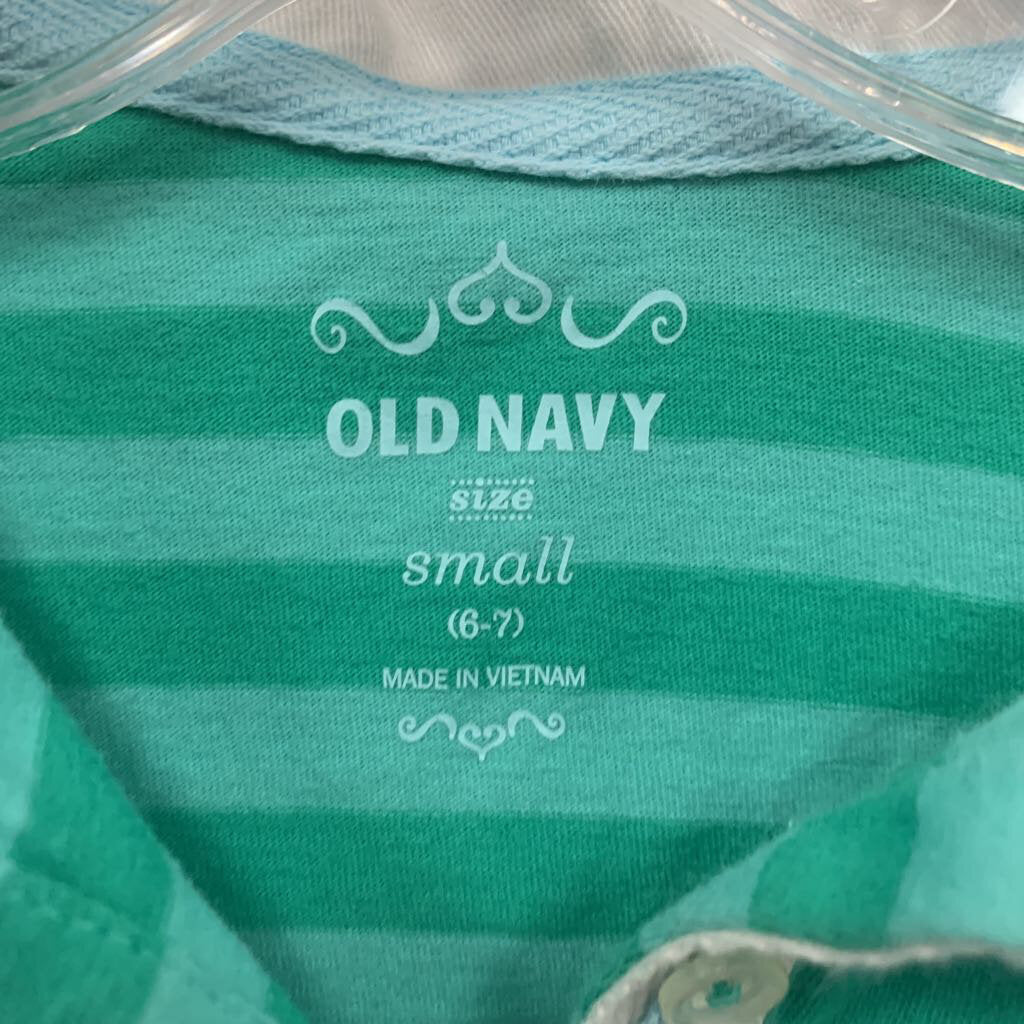 OLD NAVY
size
small
(6-7)
MADE IN VIETNAM